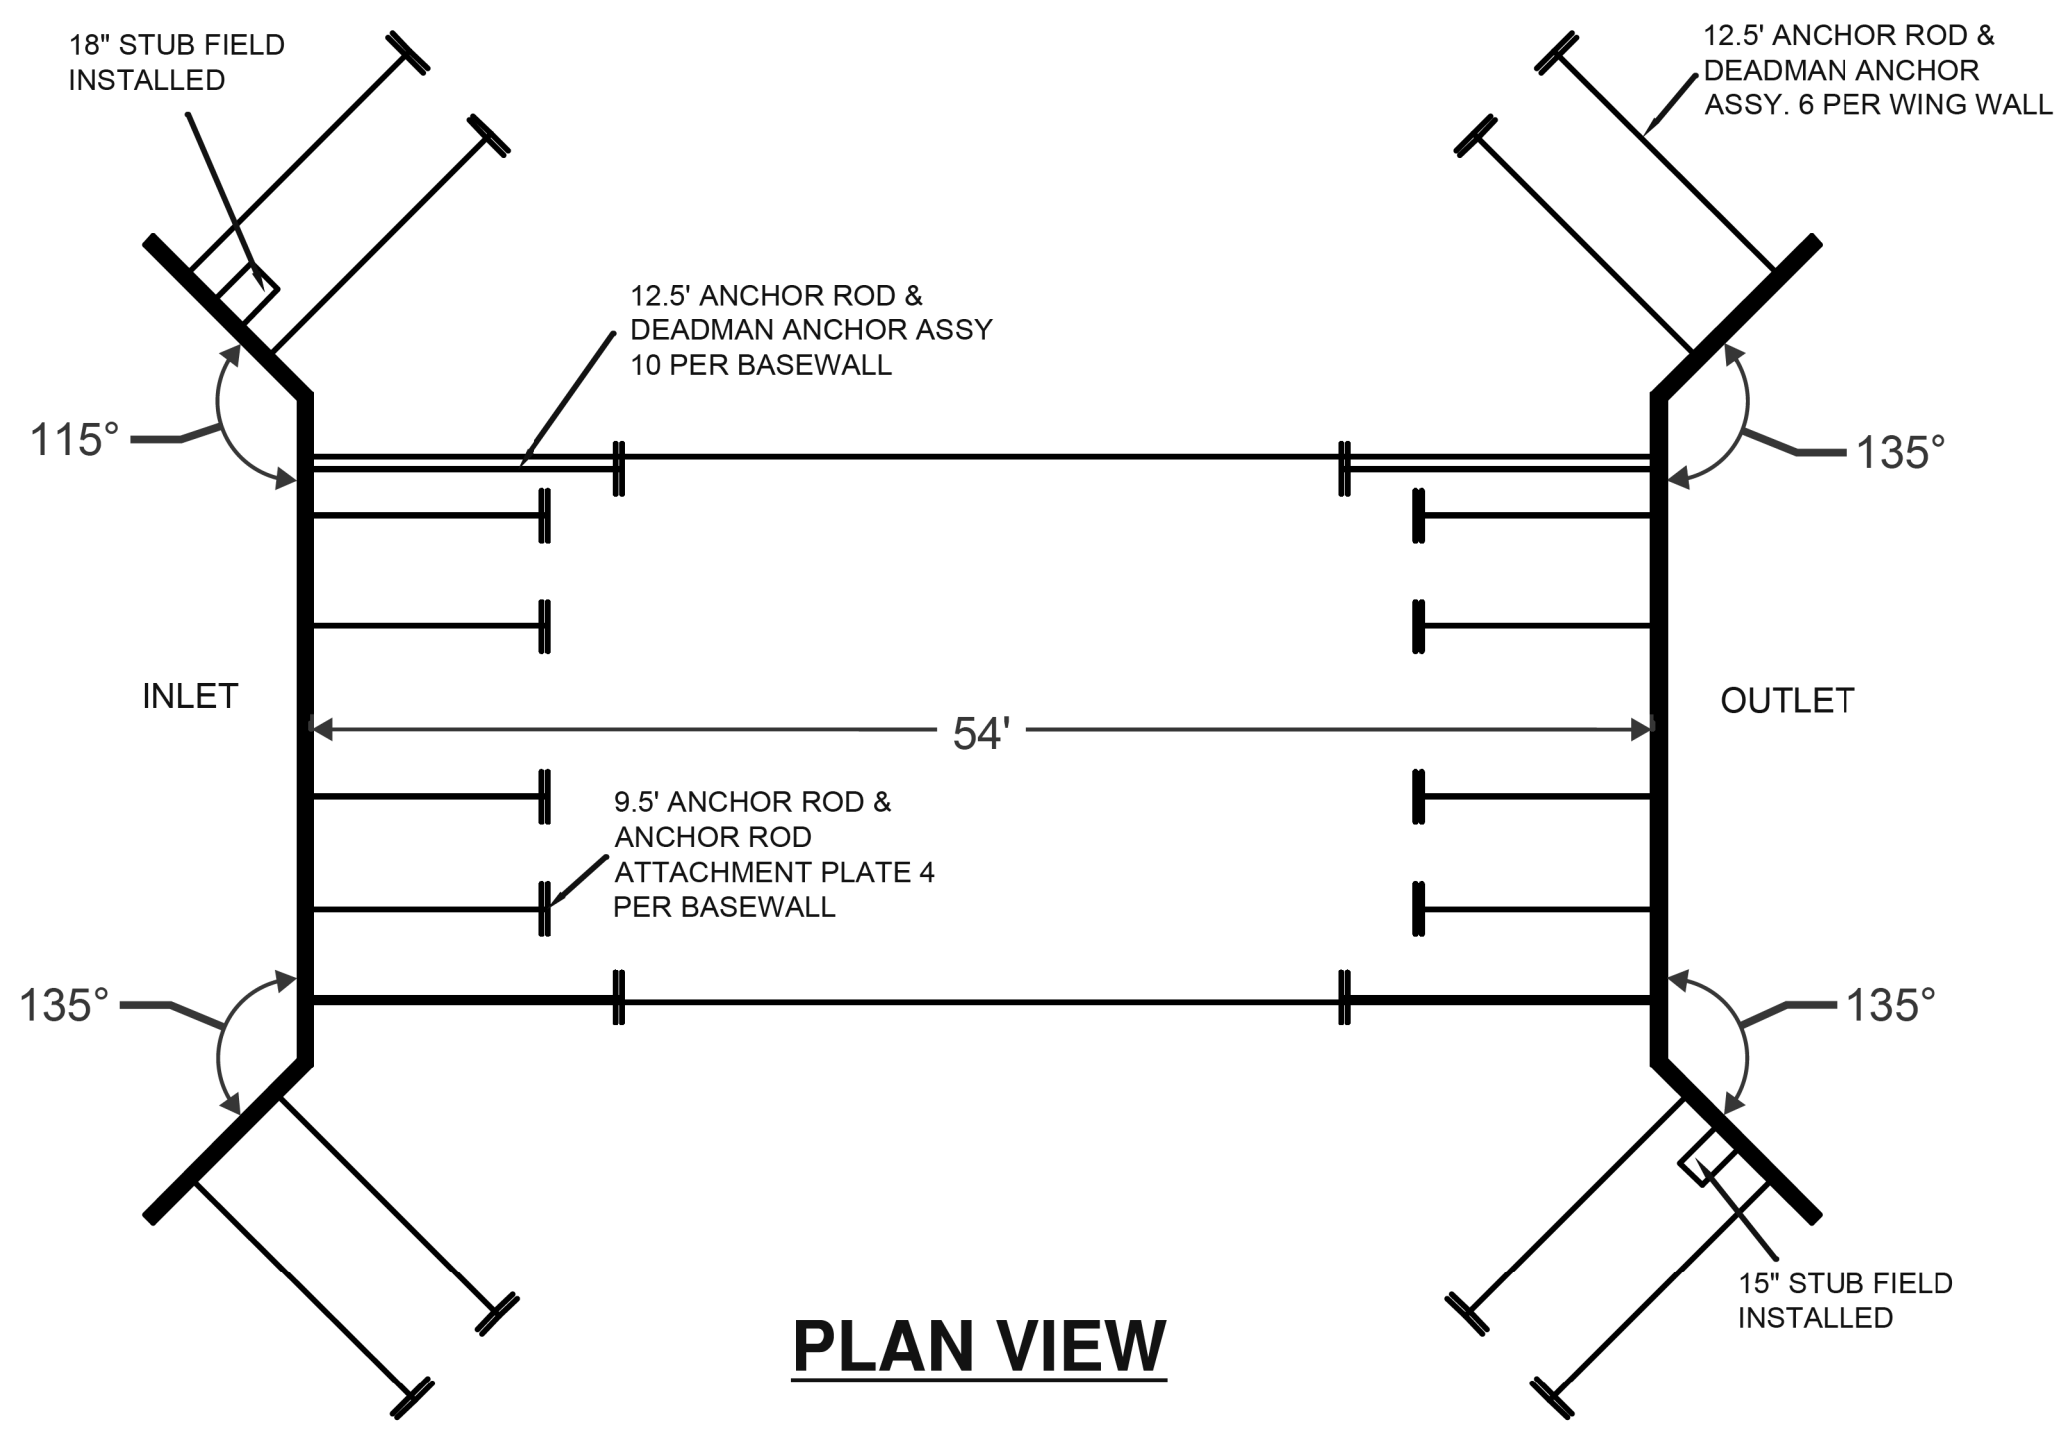 18" STUB FIELD
INSTALLED
12.5' ANCHOR ROD &
DEADMAN ANCHOR
ASSY. 6 PER WING WALL
12.5' ANCHOR ROD &
DEADMAN ANCHOR ASSY
10 PER BASEWALL
115°
135°
INLET
OUTLET
54'
9.5' ANCHOR ROD &
ANCHOR ROD
ATTACHMENT PLATE 4
PER BASEWALL
135°
135°
15" STUB FIELD
INSTALLED
PLAN VIEW